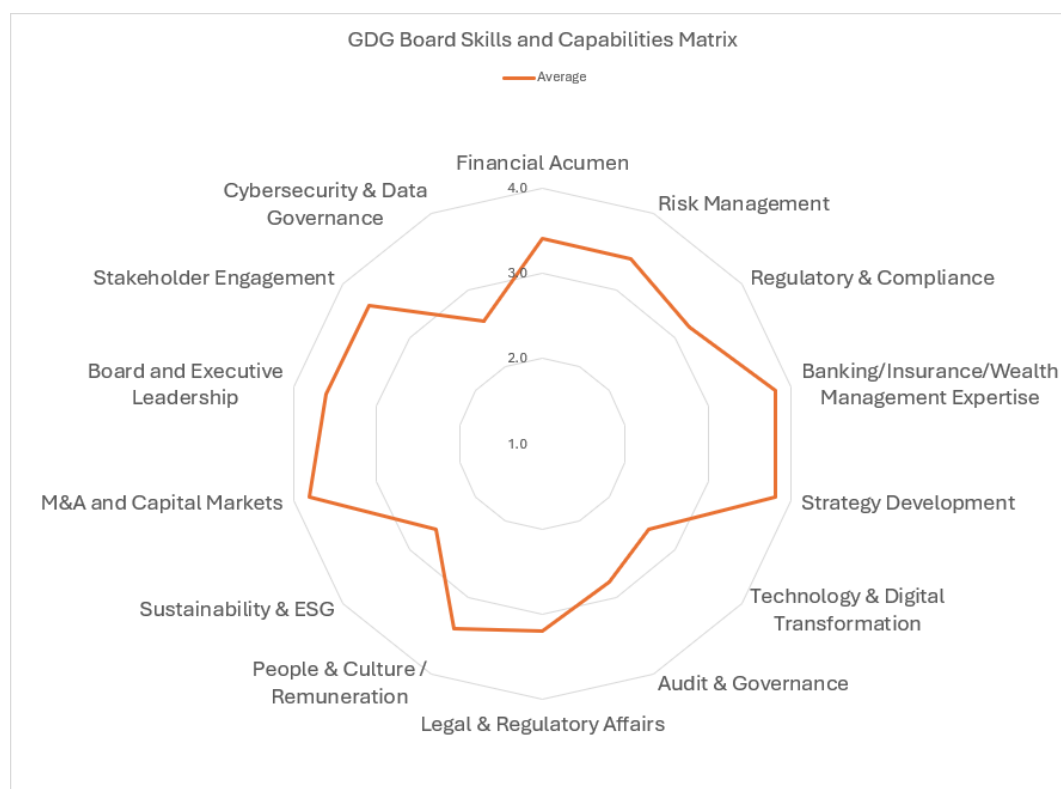 GDG Board Skills and Capabilities Matrix
Average
Financial Acumen
4.0
Cybersecurity & Data
Governance
Risk Management
Stakeholder Engagement
Regulatory & Compliance
3.0
Board and Executive
Leadership
Banking/Insurance/Wealth
Management Expertise
2.0
1.0
M&A and Capital Markets
Strategy Development
Sustainability & ESG
Technology & Digital
Transformation
People & Culture /
Remuneration
Audit & Governance
Legal & Regulatory Affairs